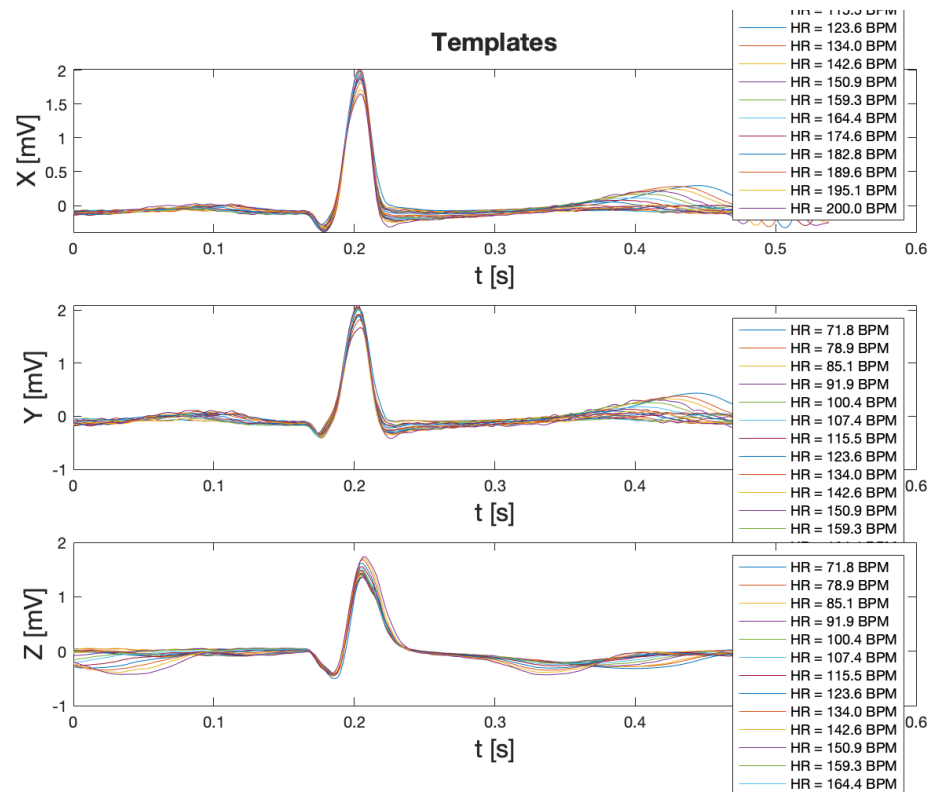 Templates
HR = 123.6 BPM
HR = 134.0 BPM
HR = 142.6 BPM
HR = 150.9 BPM
HR = 159.3 BPM
HR = 164.4 BPM
HR = 174.6 BPM
HR = 182.8 BPM
HR = 189.6 BPM
HR = 195.1 BPM
HR = 200.0 BPM
X [mV]
2
1.5
1
0.5
0
0 0.1 0.2 0.3 0.4 0.5 0.6
t [s]
Y [mV]
2
1
0
-1
0 0.1 0.2 0.3 0.4 0.6
t [s]
HR = 71.8 BPM
HR = 78.9 BPM
HR = 85.1 BPM
HR = 91.9 BPM
HR = 100.4 BPM
HR = 107.4 BPM
HR = 115.5 BPM
HR = 123.6 BPM
HR = 134.0 BPM
HR = 142.6 BPM
HR = 150.9 BPM
HR = 159.3 BPM
Z [mV]
2
1
0
-1
0 0.1 0.2 0.3 0.4 0.6
t [s]
HR = 71.8 BPM
HR = 78.9 BPM
HR = 85.1 BPM
HR = 91.9 BPM
HR = 100.4 BPM
HR = 107.4 BPM
HR = 115.5 BPM
HR = 123.6 BPM
HR = 134.0 BPM
HR = 142.6 BPM
HR = 150.9 BPM
HR = 159.3 BPM
HR = 164.4 BPM